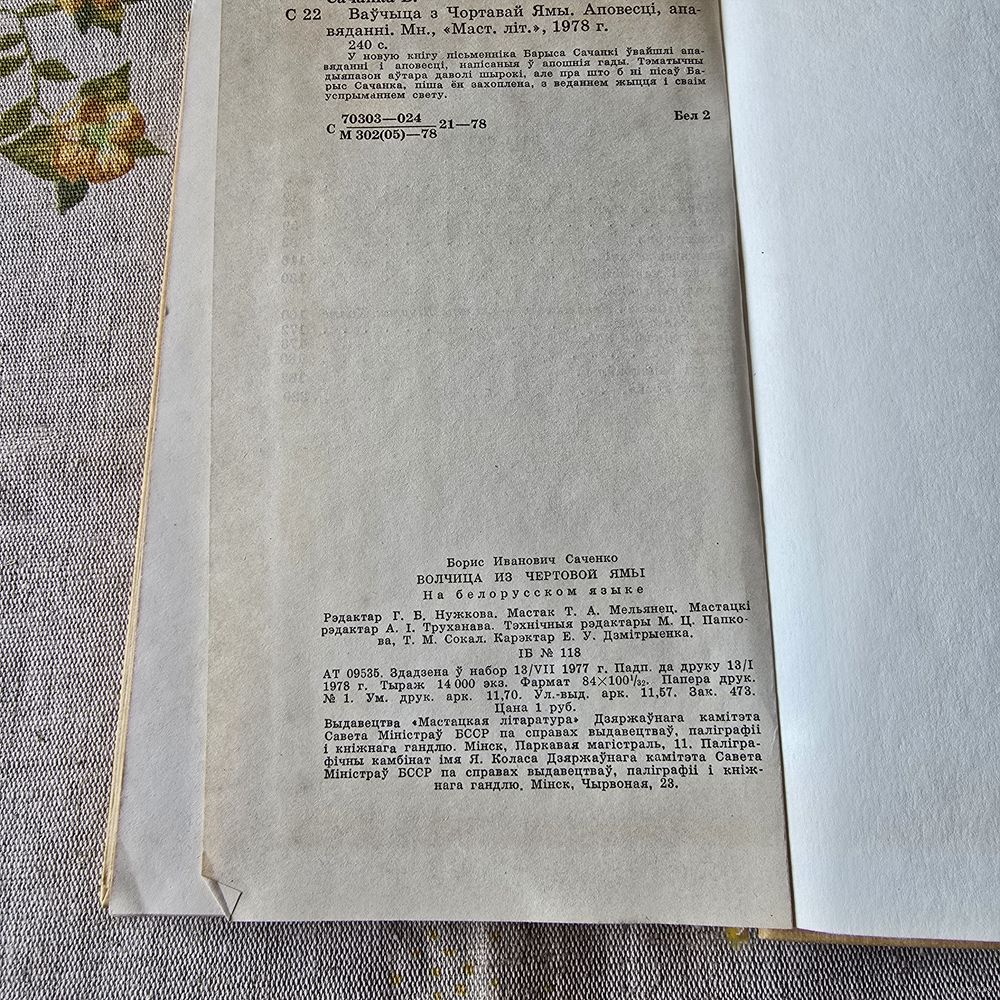 Сачанка Б.
С 22 Ваўчыца з Чортавай Ямы. Аповесці, апа-
вяданні. Мн., «Маст. літ.», 1978 г.
240 с.
У новую кнігу пісьменніка Барыса Сачанкі ўвайшлі апа-
вяданні і аповесці, напісаныя ў апошнія гады. Тэматычны
дыяпазон аўтара даволі шырокі, але пра што б ні пісаў Ба-
рыс Сачанка, піша ён захоплена, з веданнем жыцця і сваім
успрыманнем свету.
70303—024
С 21—78 Бел 2
М 302(05)—78
Борис Иванович Саченко
ВОЛЧИЦА ИЗ ЧЕРТОВОЙ ЯМЫ
На белорусском языке
Рэдактар Г. Б. Нужкова. Мастак Т. А. Мельянец. Мастацкі
рэдактар А. І. Труханава. Тэхнічныя рэдактары М. Ц. Папко-
ва, Т. М. Сокал. Карэктар Е. У. Дэмітрыенка.
ІБ № 118
АТ 09535. Здадзена ў набор 13/VII 1977 г. Падп. да друку 13/I
1978 г. Тыраж 14 000 экз. Фармат 84×100¹/₃₂. Папера друк.
№ 1. Ум. друк. арк. 11,70. Ул.-выд. арк. 11,57. Зак. 473.
Цана 1 руб.
Выдавецтва «Мастацкая літаратура» Дзяржаўнага камітэта
Савета Міністраў БССР па справах выдавецтваў, паліграфіі
і кніжнага гандлю. Мінск, Паркавая магістраль, 11. Палігра-
фічны камбінат імя Я. Коласа Дзяржаўнага камітэта Савета
Міністраў БССР па справах выдавецтваў, паліграфіі і кніж-
нага гандлю. Мінск, Чырвоная, 23.